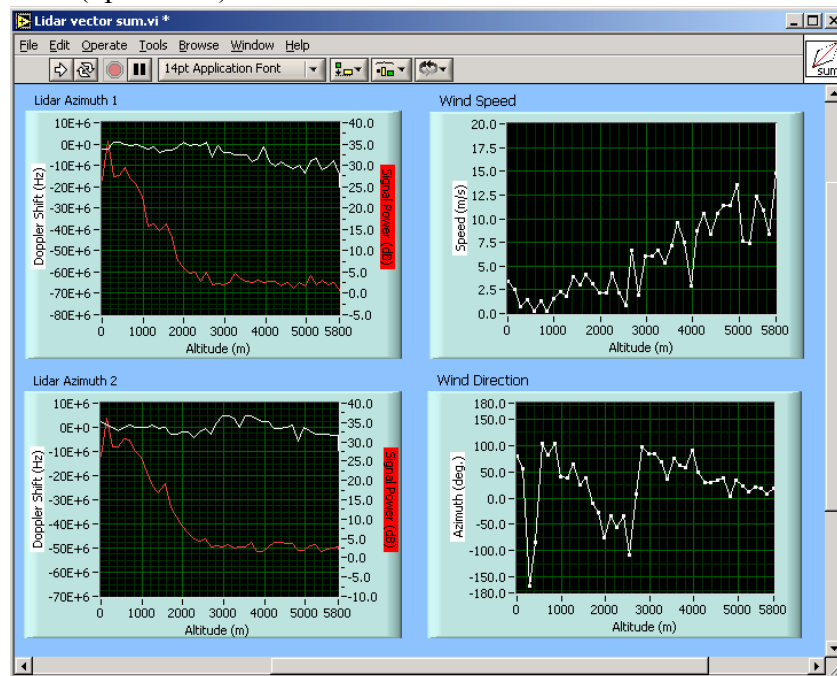 Lidar vector sum.vi *
File Edit Operate Tools Browse Window Help
14pt Application Font
sum
Lidar Azimuth 1
10E+6
0E+0
-10E+6
-20E+6
-30E+6
-40E+6
-50E+6
-60E+6
-70E+6
-80E+6
Doppler Shift (Hz)
40.0
35.0
30.0
25.0
20.0
15.0
10.0
5.0
0.0
-5.0
Signal Power (dB)
0 1000 2000 3000 4000 5000 5800
Altitude (m)
Wind Speed
20.0
17.5
15.0
12.5
10.0
7.5
5.0
2.5
0.0
Speed (m/s)
0 1000 2000 3000 4000 5000 5800
Altitude (m)
Lidar Azimuth 2
10E+6
0E+0
-10E+6
-20E+6
-30E+6
-40E+6
-50E+6
-60E+6
-70E+6
Doppler Shift (Hz)
40.0
35.0
30.0
25.0
20.0
15.0
10.0
5.0
0.0
-5.0
-10.0
Signal Power (dB)
0 1000 2000 3000 4000 5000 5800
Altitude (m)
Wind Direction
180.0
150.0
100.0
50.0
0.0
-50.0
-100.0
-150.0
-180.0
Azimuth (deg.)
0 1000 2000 3000 4000 5000 5800
Altitude (m)